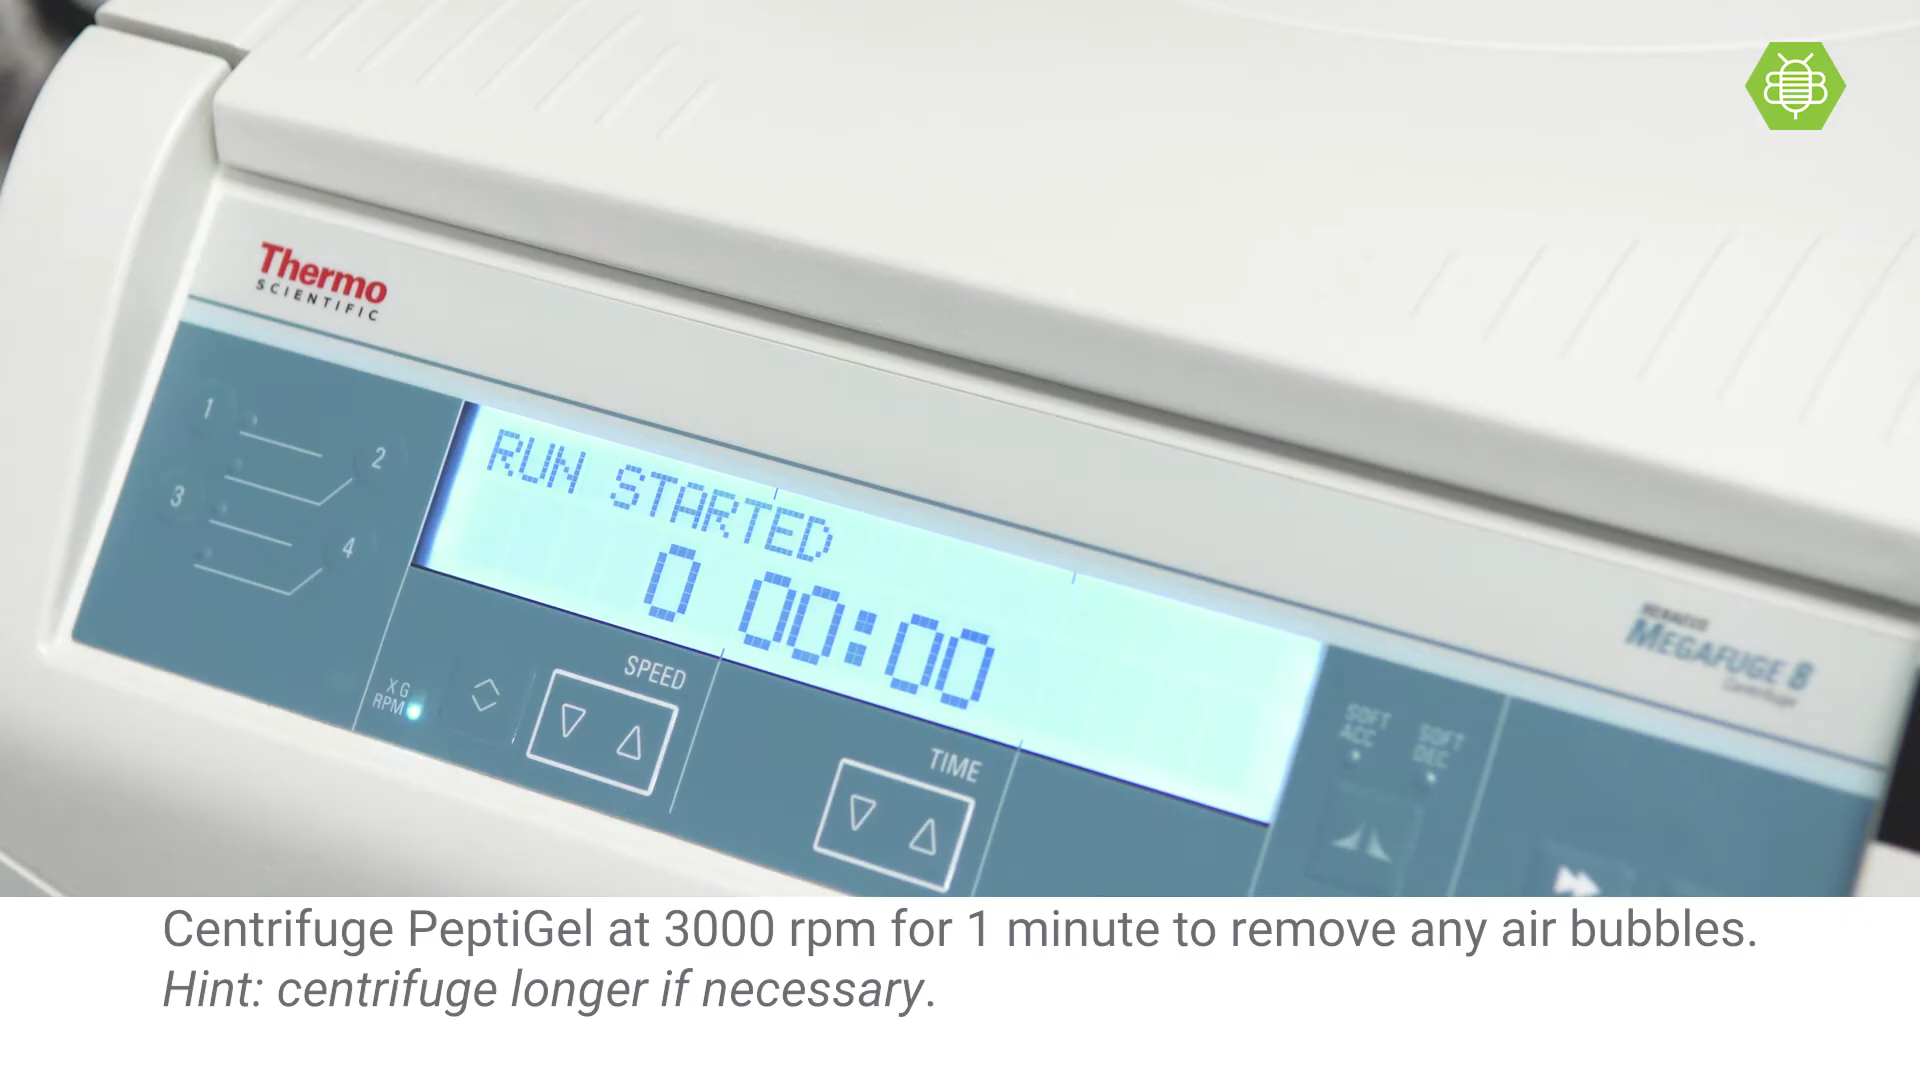 Thermo
SCIENTIFIC
1
2
3
4
RUN STARTED
0 00:00
X G
RPM
SPEED
TIME
HERAEUS
MEGAFUGE 8
Centrifuge
SOFT
ACC
SOFT
DEC
Centrifuge PeptiGel at 3000 rpm for 1 minute to remove any air bubbles.
Hint: centrifuge longer if necessary.